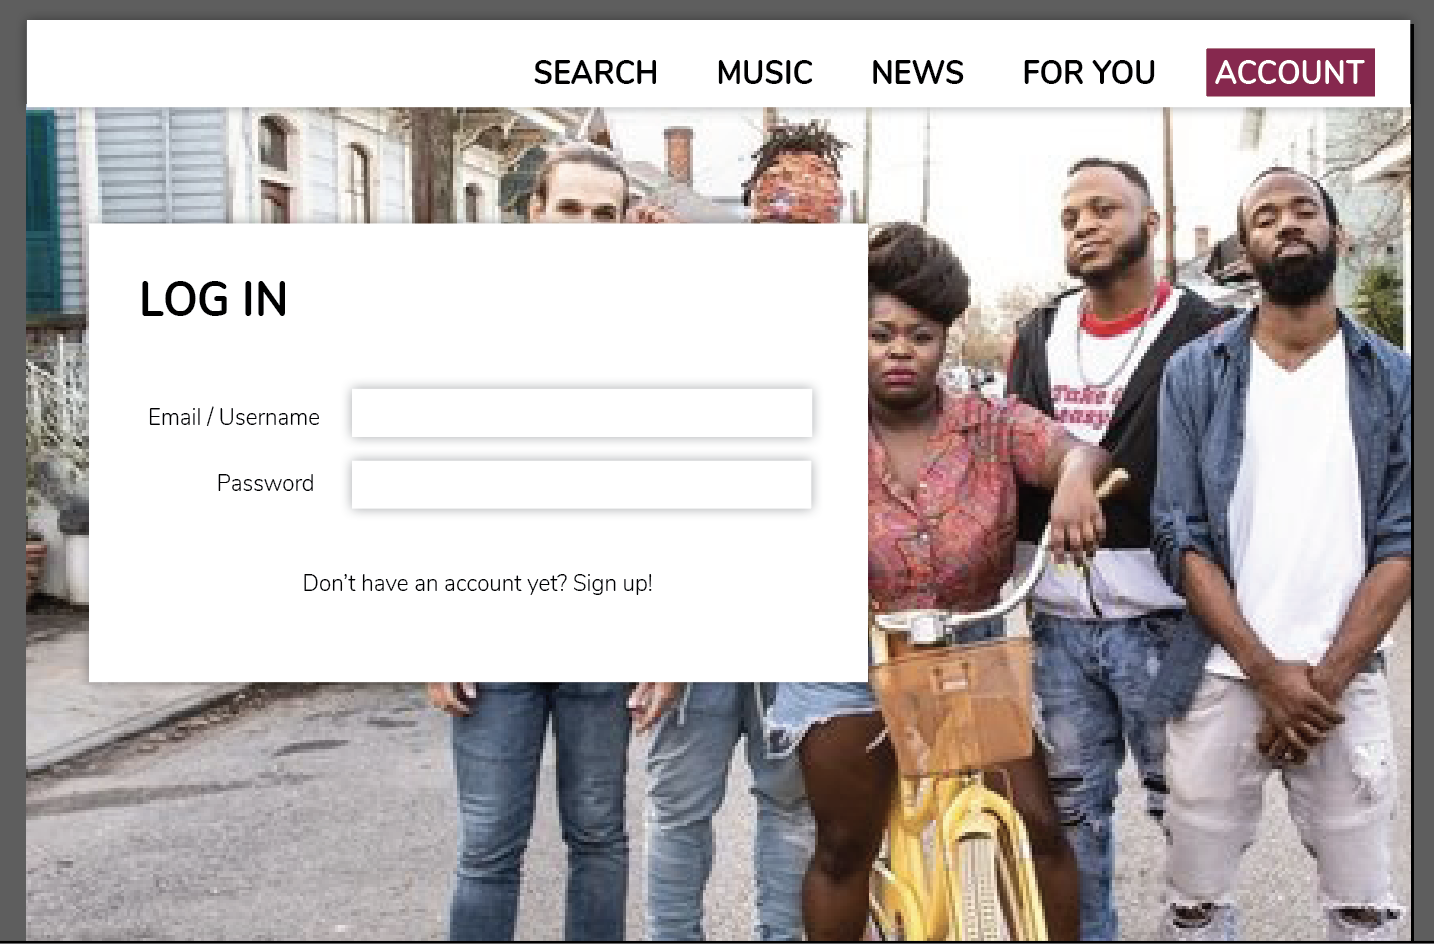 SEARCH MUSIC NEWS FOR YOU ACCOUNT
LOG IN
Email / Username
Password
Don't have an account yet? Sign up!